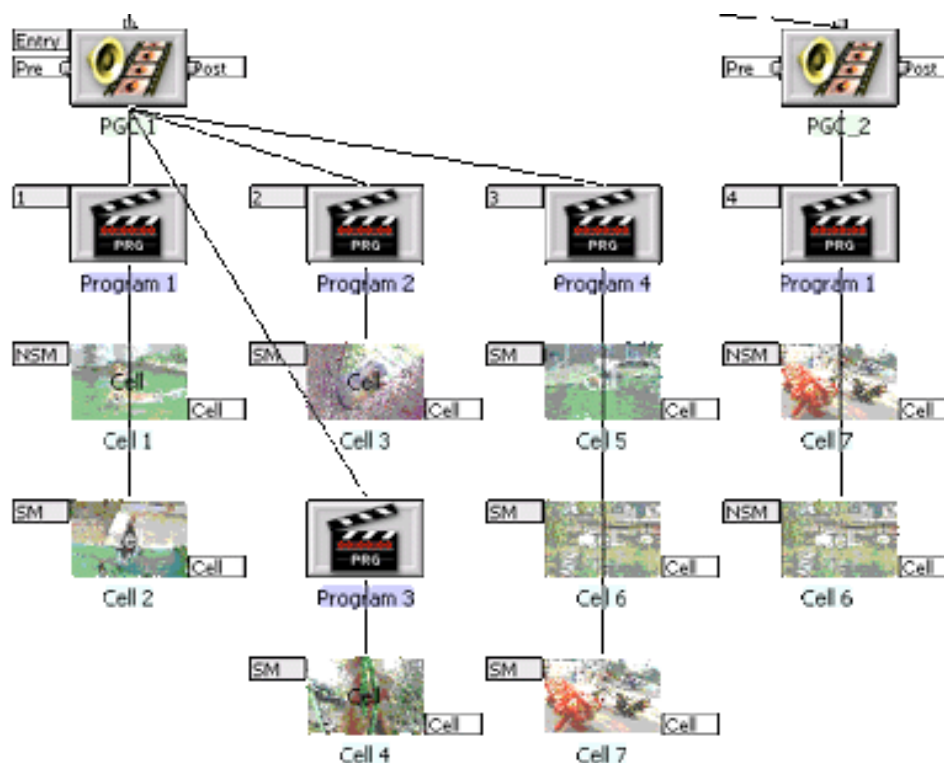 Entry
Pre Post Pre Post
PGC_1 PGC_2
1 2 3 4
PRG PRG PRG PRG
Program 1 Program 2 Program 4 Program 1
NSM Cell SM Cell SM NSM
Cell Cell Cell Cell
Cell 1 Cell 3 Cell 5 Cell 7
SM SM NSM
Cell PRG Cell Cell
Cell 2 Program 3 Cell 6 Cell 6
SM Cell SM
Cell Cell
Cell 4 Cell 7